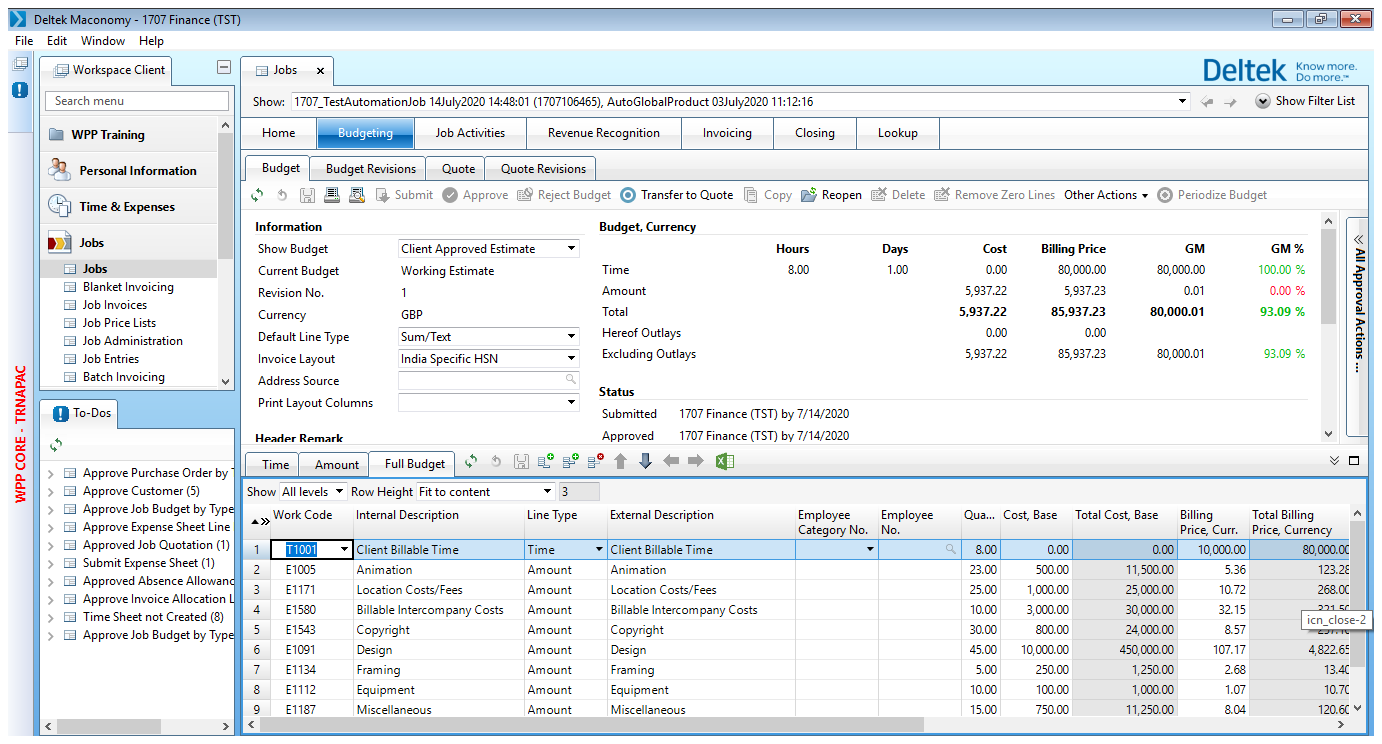 Deltek Maconomy - 1707 Finance (TST)
File Edit Window Help
Workspace Client
Search menu
WPP Training
Personal Information
Time & Expenses
Jobs
Jobs
Blanket Invoicing
Job Invoices
Job Price Lists
Job Administration
Job Entries
Batch Invoicing
WPP CORE - TRNAPAC
To-Dos
Approve Purchase Order by T
Approve Customer (5)
Approve Job Budget by Type
Approve Expense Sheet Line
Approved Job Quotation (1)
Submit Expense Sheet (1)
Approved Absence Allowanc
Approve Invoice Allocation L
Time Sheet not Created (8)
Approve Job Budget by Type
Jobs
Deltek Know more. Do more.™
Show: 1707_TestAutomationJob 14July2020 14:48:01 (1707106465), AutoGlobalProduct 03July2020 11:12:16 Show Filter List
Home Budgeting Job Activities Revenue Recognition Invoicing Closing Lookup
Budget Budget Revisions Quote Quote Revisions
Submit Approve Reject Budget Transfer to Quote Copy Reopen Delete Remove Zero Lines Other Actions Periodize Budget
Information
Show Budget Client Approved Estimate
Current Budget Working Estimate
Revision No. 1
Currency GBP
Default Line Type Sum/Text
Invoice Layout India Specific HSN
Address Source
Print Layout Columns
Header Remark
Budget, Currency
Hours Days Cost Billing Price GM GM %
Time 8.00 1.00 0.00 80,000.00 80,000.00 100.00 %
Amount 5,937.22 5,937.23 0.01 0.00 %
Total 5,937.22 85,937.23 80,000.01 93.09 %
Hereof Outlays 0.00 0.00
Excluding Outlays 5,937.22 85,937.23 80,000.01 93.09 %
Status
Submitted 1707 Finance (TST) by 7/14/2020
Approved 1707 Finance (TST) by 7/14/2020
All Approval Actions ...
Time Amount Full Budget
Show All levels Row Height Fit to content 3
Work Code Internal Description Line Type External Description Employee Category No. Employee No. Qua... Cost, Base Total Cost, Base Billing Price, Curr. Total Billing Price, Currency
1 T1001 Client Billable Time Time Client Billable Time 8.00 0.00 0.00 10,000.00 80,000.00
2 E1005 Animation Amount Animation 23.00 500.00 11,500.00 5.36 123.28
3 E1171 Location Costs/Fees Amount Location Costs/Fees 25.00 1,000.00 25,000.00 10.72 268.00
4 E1580 Billable Intercompany Costs Amount Billable Intercompany Costs 10.00 3,000.00 30,000.00 32.15
icn_close-2
5 E1543 Copyright Amount Copyright 30.00 800.00 24,000.00 8.57
6 E1091 Design Amount Design 45.00 10,000.00 450,000.00 107.17 4,822.65
7 E1134 Framing Amount Framing 5.00 250.00 1,250.00 2.68 13.40
8 E1112 Equipment Amount Equipment 10.00 100.00 1,000.00 1.07 10.70
9 E1187 Miscellaneous Amount Miscellaneous 15.00 750.00 11,250.00 8.04 120.60